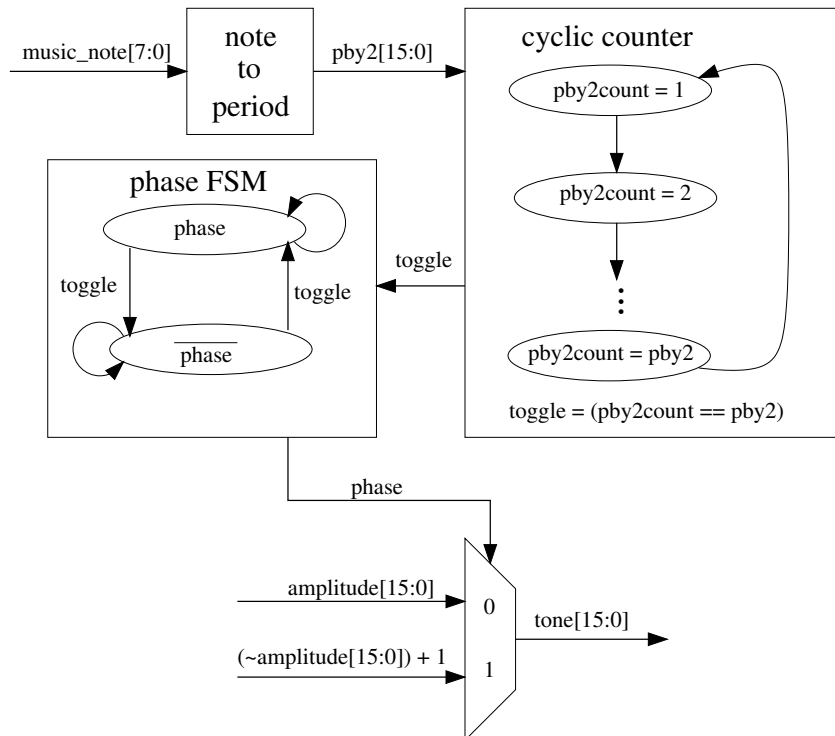 music_note[7:0]
note
to
period
pby2[15:0]
cyclic counter
pby2count = 1
pby2count = 2
pby2count = pby2
toggle = (pby2count == pby2)
toggle
phase FSM
phase
toggle
toggle
phase
phase
amplitude[15:0]
(~amplitude[15:0]) + 1
0
1
tone[15:0]